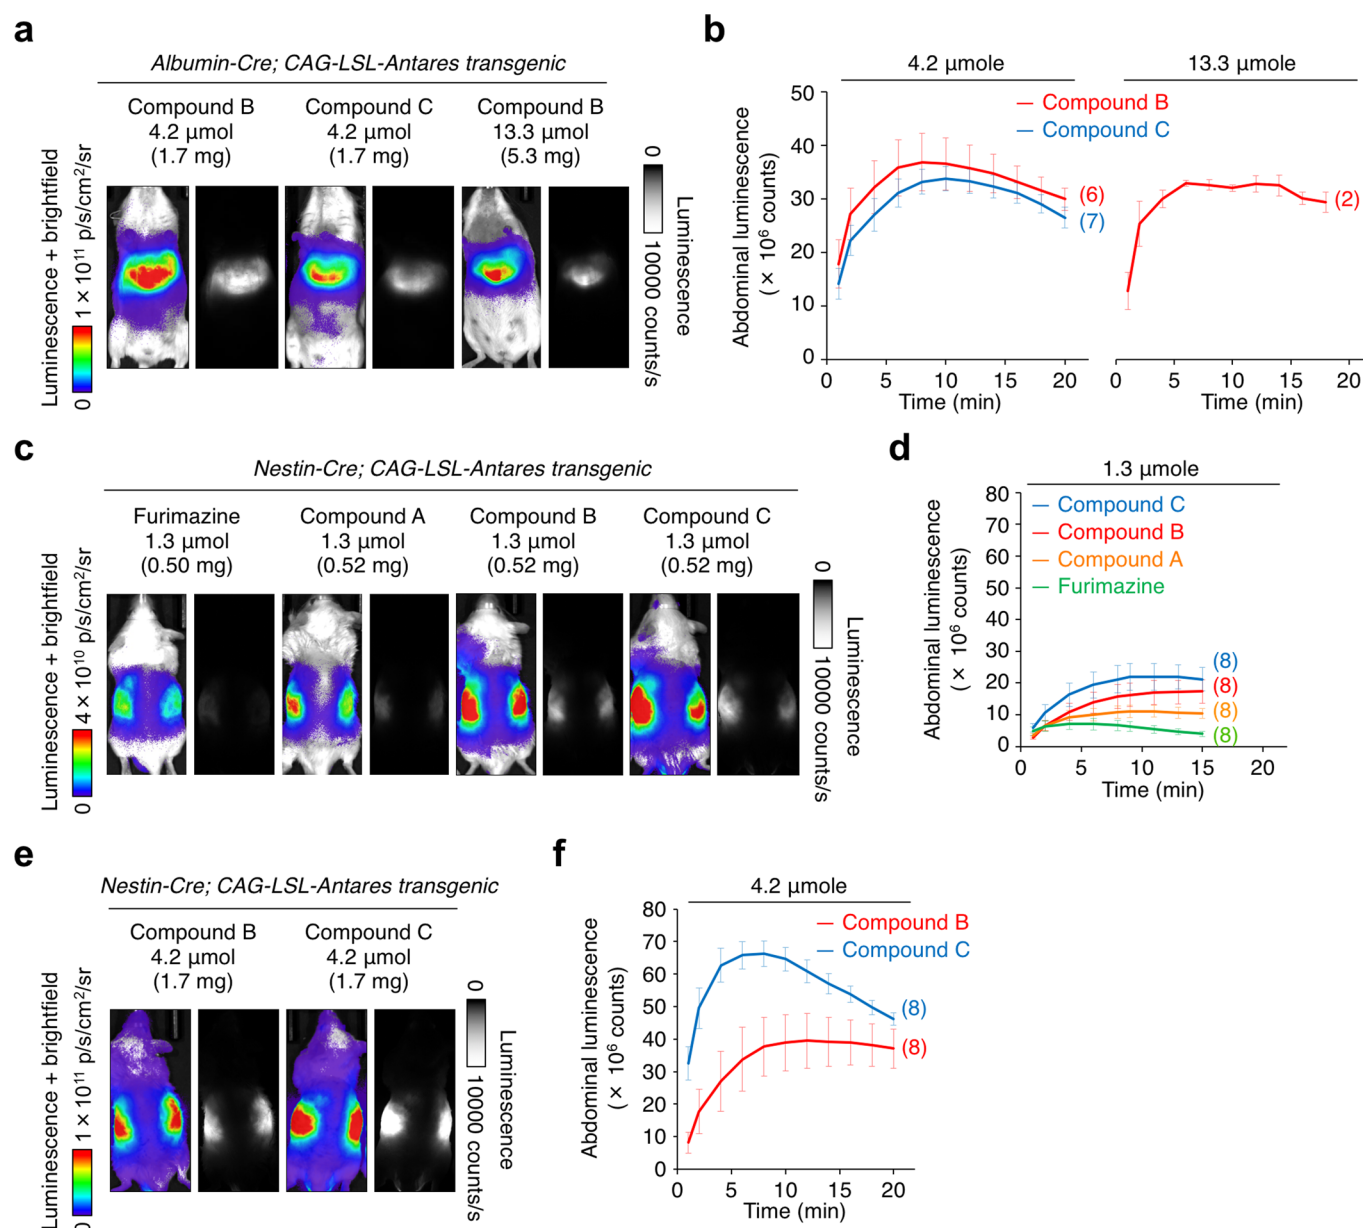 a
Albumin-Cre; CAG-LSL-Antares transgenic
Compound B
4.2 µmol
(1.7 mg)
Compound C
4.2 µmol
(1.7 mg)
Compound B
13.3 µmol
(5.3 mg)
Luminescence + brightfield
0 1 × 10¹¹ p/s/cm2/sr
0 10000 counts/s
Luminescence
b
4.2 µmole
13.3 µmole
Compound B
Compound C
Abdominal luminescence
(× 10⁶ counts)
50
40
30
20
10
0
(6)
(7)
(2)
0 5 10 15 20
Time (min)
0 5 10 15 20
Time (min)
c
Nestin-Cre; CAG-LSL-Antares transgenic
Furimazine
1.3 µmol
(0.50 mg)
Compound A
1.3 µmol
(0.52 mg)
Compound B
1.3 µmol
(0.52 mg)
Compound C
1.3 µmol
(0.52 mg)
Luminescence + brightfield
0 4 × 10¹⁰ p/s/cm2/sr
0 10000 counts/s
Luminescence
d
1.3 µmole
Compound C
Compound B
Compound A
Furimazine
Abdominal luminescence
(× 10⁶ counts)
80
70
60
50
40
30
20
10
0
(8)
(8)
(8)
(8)
0 5 10 15 20
Time (min)
e
Nestin-Cre; CAG-LSL-Antares transgenic
Compound B
4.2 µmol
(1.7 mg)
Compound C
4.2 µmol
(1.7 mg)
Luminescence + brightfield
0 1 × 10¹¹ p/s/cm2/sr
0 10000 counts/s
Luminescence
f
4.2 µmole
Compound B
Compound C
Abdominal luminescence
(× 10⁶ counts)
80
70
60
50
40
30
20
10
0
(8)
(8)
0 5 10 15 20
Time (min)